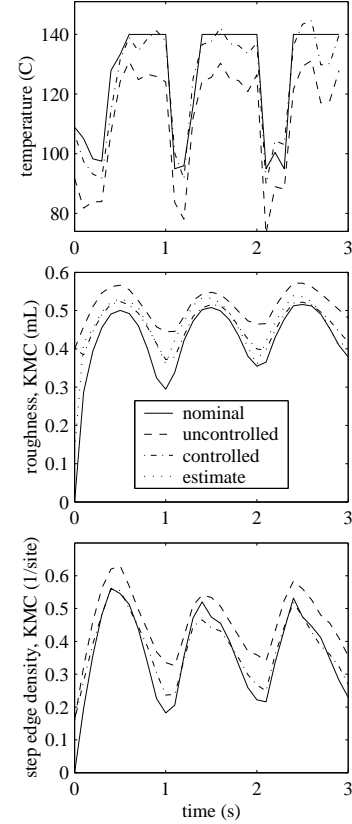 140
120
100
80
temperature (C)
0 1 2 3
0.6
0.5
0.4
0.3
0.2
0.1
0
roughness, KMC (mL)
nominal
uncontrolled
controlled
estimate
0 1 2 3
0.6
0.5
0.4
0.3
0.2
0.1
0
step edge density, KMC (1/site)
0 1 2 3
time (s)